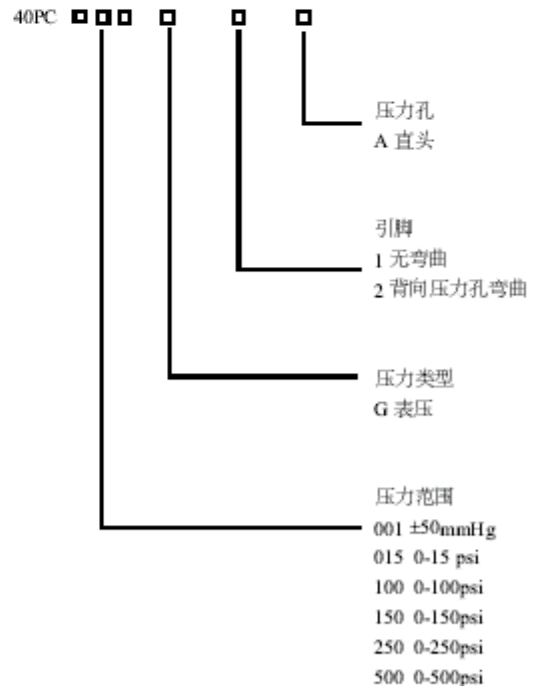 40PC
压力孔
A 直头
引脚
1 无弯曲
2 背向压力孔弯曲
压力类型
G 表压
压力范围
001 ±50mmHg
015 0-15 psi
100 0-100psi
150 0-150psi
250 0-250psi
500 0-500psi